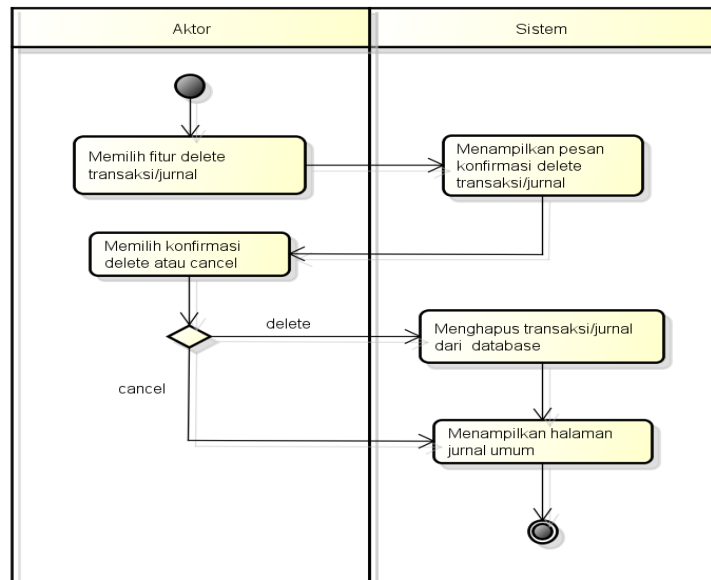 Aktor
Sistem
Memilih fitur delete
transaksi/jurnal
Menampilkan pesan
konfirmasi delete
transaksi/jurnal
Memilih konfirmasi
delete atau cancel
delete
Menghapus transaksi/jurnal
dari database
cancel
Menampilkan halaman
jurnal umum